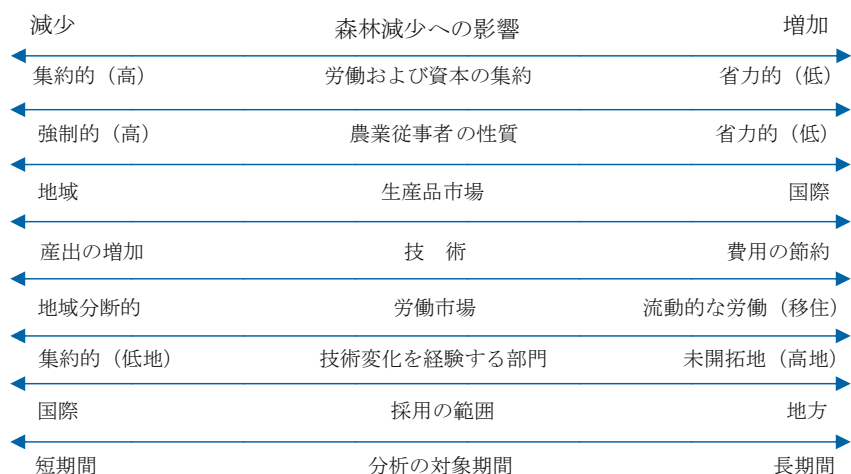 減少 森林減少への影響 増加
集約的（高） 労働および資本の集約 省力的（低）
強制的（高） 農業従事者の性質 省力的（低）
地域 生産品市場 国際
産出の増加 技　術 費用の節約
地域分断的 労働市場 流動的な労働（移住）
集約的（低地） 技術変化を経験する部門 未開拓地（高地）
国際 採用の範囲 地方
短期間 分析の対象期間 長期間